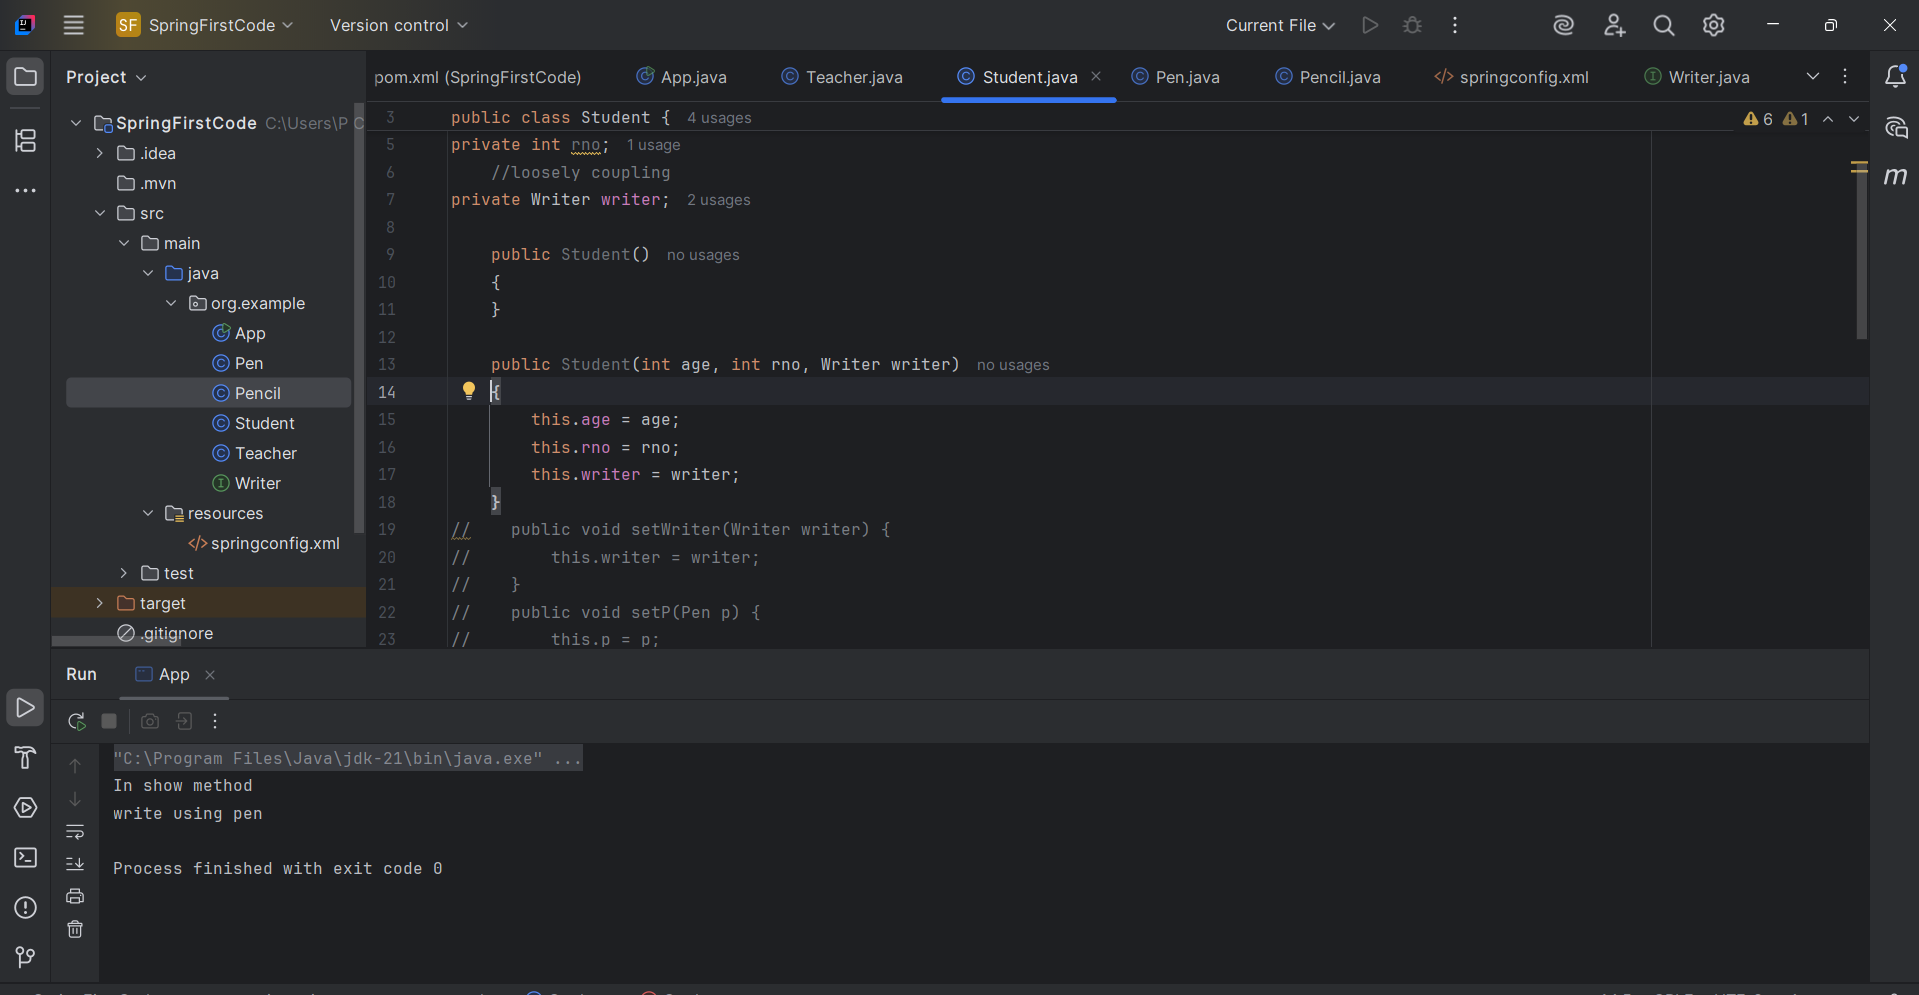 SF SpringFirstCode Version control Current File
Project
pom.xml (SpringFirstCode) App.java Teacher.java Student.java Pen.java Pencil.java springconfig.xml Writer.java
SpringFirstCode C:\Users\P C
.idea
.mvn
src
main
java
org.example
App
Pen
Pencil
Student
Teacher
Writer
resources
springconfig.xml
test
target
.gitignore
6 1
3 public class Student { 4 usages
5 private int rno; 1 usage
6 //loosely coupling
7 private Writer writer; 2 usages
8
9 public Student() no usages
10 {
11 }
12
13 public Student(int age, int rno, Writer writer) no usages
14 {
15 this.age = age;
16 this.rno = rno;
17 this.writer = writer;
18 }
19 // public void setWriter(Writer writer) {
20 // this.writer = writer;
21 // }
22 // public void setP(Pen p) {
23 // this.p = p;
m
Run App
"C:\Program Files\Java\jdk-21\bin\java.exe" ...
In show method
write using pen
Process finished with exit code 0